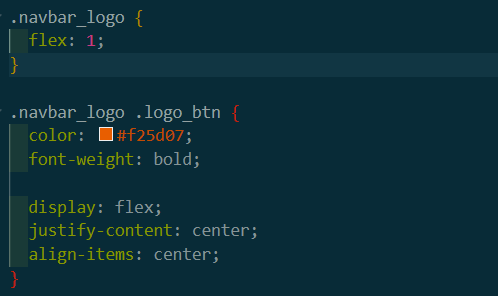 .navbar_logo {
  flex: 1;
}

.navbar_logo .logo_btn {
  color: #f25d07;
  font-weight: bold;

  display: flex;
  justify-content: center;
  align-items: center;
}